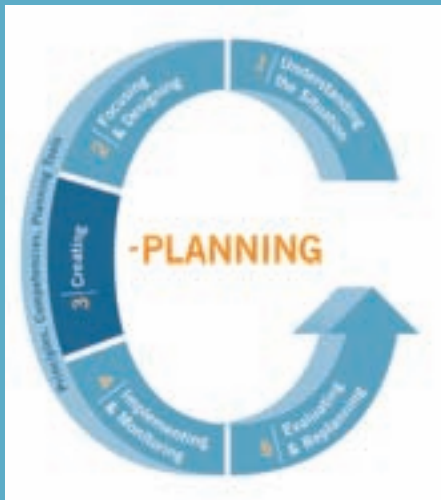 1 Understanding
the Situation
2 Focusing
& Designing
3 Creating
4 Implementing
& Monitoring
5 Evaluating
& Replanning
Principles, Competencies, Planning Tools
C
-PLANNING